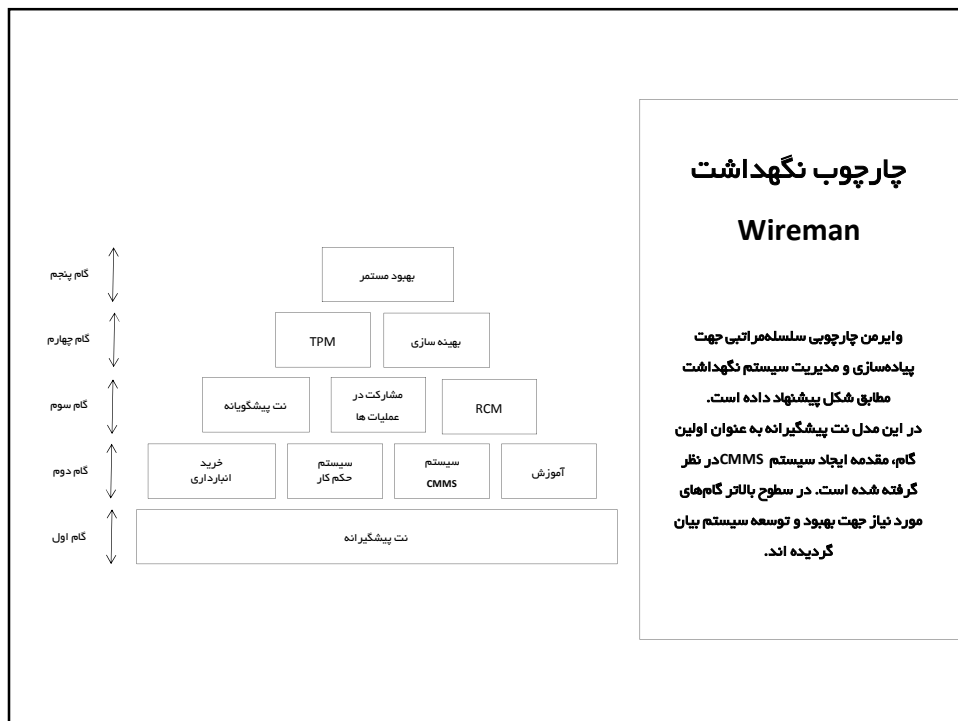 چارچوب نگهداشت
Wireman
وایرمن چارچوبی سلسله‌مراتبی جهت
پیاده‌سازی و مدیریت سیستم نگهداشت
مطابق شکل پیشنهاد داده است.
در این مدل نت پیشگیرانه به عنوان اولین
گام، مقدمه ایجاد سیستم CMMSدر نظر
گرفته شده است. در سطوح بالاتر گام‌های
مورد نیاز جهت بهبود و توسعه سیستم بیان
گردیده اند.
بهبود مستمر
گام پنجم
بهینه سازی
TPM
گام چهارم
RCM
مشارکت در
عملیات ها
نت پیشگویانه
گام سوم
آموزش
سیستم
CMMS
سیستم
حکم کار
خرید
انبارداری
گام دوم
نت پیشگیرانه
گام اول